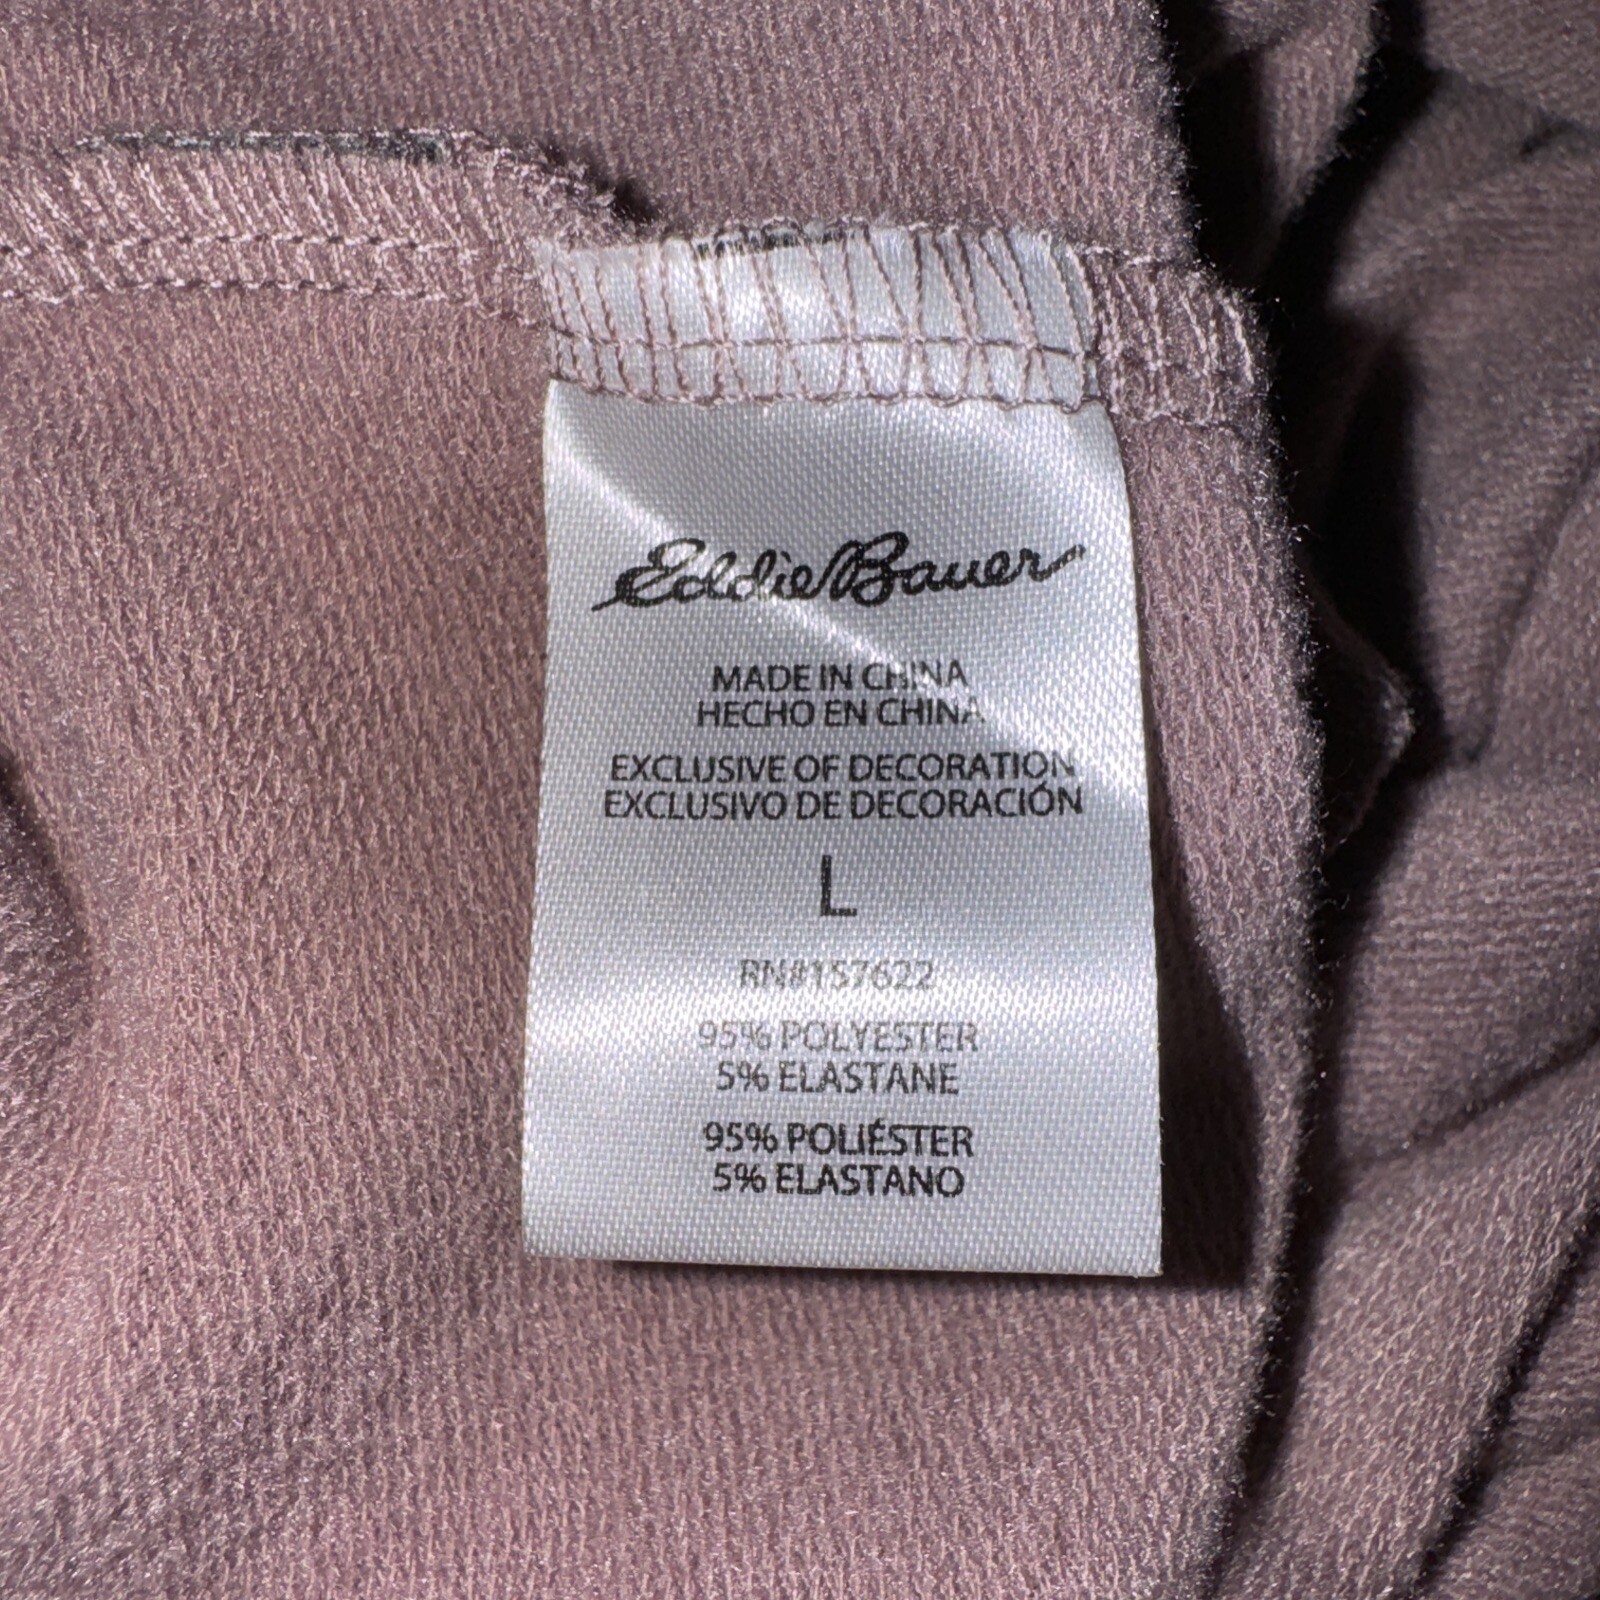 Eddie Bauer
MADE IN CHINA
HECHO EN CHINA
EXCLUSIVE OF DECORATION
EXCLUSIVO DE DECORACIÓN
L
RN#157622
95% POLYESTER
5% ELASTANE
95% POLIÉSTER
5% ELASTANO